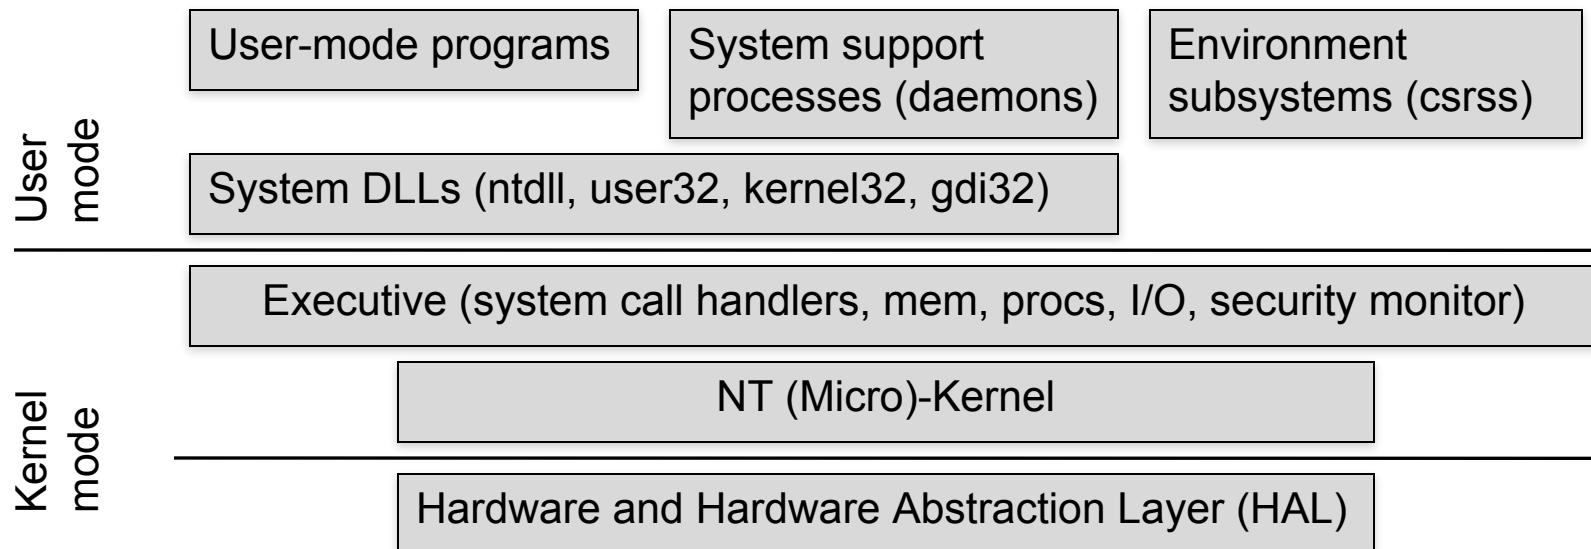 User-mode programs
System support
processes (daemons)
Environment
subsystems (csrss)
User
mode
System DLLs (ntdll, user32, kernel32, gdi32)
Executive (system call handlers, mem, procs, I/O, security monitor)
Kernel
mode
NT (Micro)-Kernel
Hardware and Hardware Abstraction Layer (HAL)